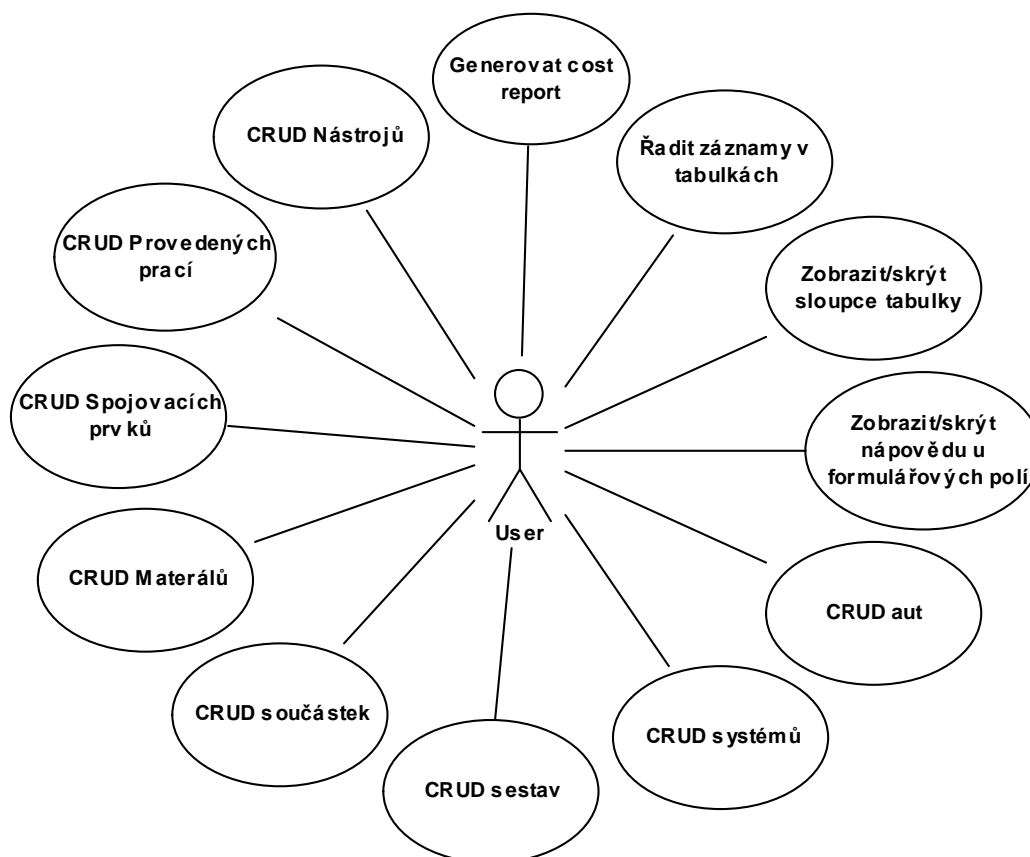 Generovat cost
report
CRUD Nástrojů
Řadit záznamy v
tabulkách
CRUD Provedených
prací
Zobrazit/skrýt
sloupce tabulky
CRUD Spojovacích
prvků
Zobrazit/skrýt
nápovědu u
formulářových polí
User
CRUD Materálů
CRUD aut
CRUD součástek
CRUD systémů
CRUD sestav